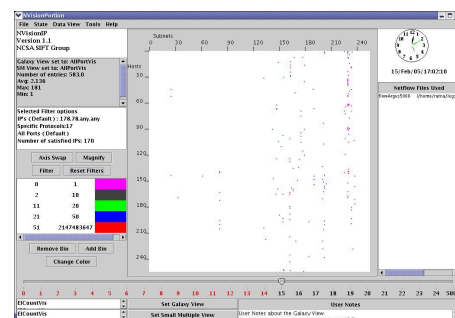 NVisionPortion
File State Data View Tools Help
NVisionIP
Version 1.1
NCSA SIFT Group
Galaxy View set to: AllPortVis
SM View set to: AllPortVis
Number of entries: 583.0
Avg: 2.136
Max: 181
Min: 1
Selected Filter options
IPs (Default) : 178.78.any.any
Specific Protocols:17
All Ports (Default)
Number of satisfied IPs: 170
Axis Swap Magnify
Filter Reset Filters
0 1
2 10
11 20
21 50
51 2147483647
Remove Bin Add Bin
Change Color
Subnets
0 30 60 90 120 150 180 210 240
Hosts
30
60
90
120
150
180
210
240
12
15/Feb/05/17:02:10
Netflow Files Used
0 1 2 3 4 5 6 7 8 9 10 11 12 13 14 15 16 17 18 19 20 21 22 23 24 500
ElCountVis
ElCountVis
Set Galaxy View
Set Small Multiple View
User Notes
User Notes about the Galaxy View.